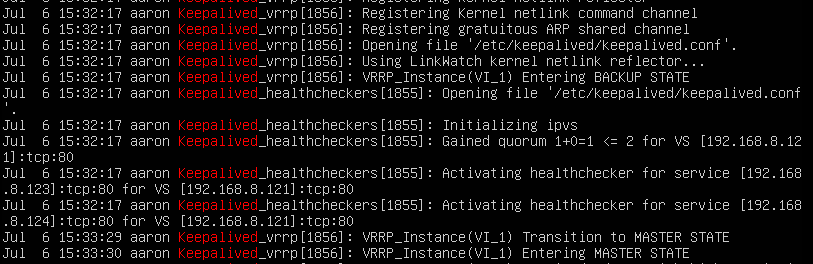 Jul  6 15:32:17 aaron Keepalived_vrrp[1856]: Registering Kernel netlink reflector
Jul  6 15:32:17 aaron Keepalived_vrrp[1856]: Registering Kernel netlink command channel
Jul  6 15:32:17 aaron Keepalived_vrrp[1856]: Registering gratuitous ARP shared channel
Jul  6 15:32:17 aaron Keepalived_vrrp[1856]: Opening file '/etc/keepalived/keepalived.conf'.
Jul  6 15:32:17 aaron Keepalived_vrrp[1856]: Using LinkWatch kernel netlink reflector...
Jul  6 15:32:17 aaron Keepalived_vrrp[1856]: VRRP_Instance(VI_1) Entering BACKUP STATE
Jul  6 15:32:17 aaron Keepalived_healthcheckers[1855]: Opening file '/etc/keepalived/keepalived.conf
'.
Jul  6 15:32:17 aaron Keepalived_healthcheckers[1855]: Initializing ipvs
Jul  6 15:32:17 aaron Keepalived_healthcheckers[1855]: Gained quorum 1+0=1 <= 2 for VS [192.168.8.12
1]:tcp:80
Jul  6 15:32:17 aaron Keepalived_healthcheckers[1855]: Activating healthchecker for service [192.168
.8.123]:tcp:80 for VS [192.168.8.121]:tcp:80
Jul  6 15:32:17 aaron Keepalived_healthcheckers[1855]: Activating healthchecker for service [192.168
.8.124]:tcp:80 for VS [192.168.8.121]:tcp:80
Jul  6 15:33:29 aaron Keepalived_vrrp[1856]: VRRP_Instance(VI_1) Transition to MASTER STATE
Jul  6 15:33:30 aaron Keepalived_vrrp[1856]: VRRP_Instance(VI_1) Entering MASTER STATE